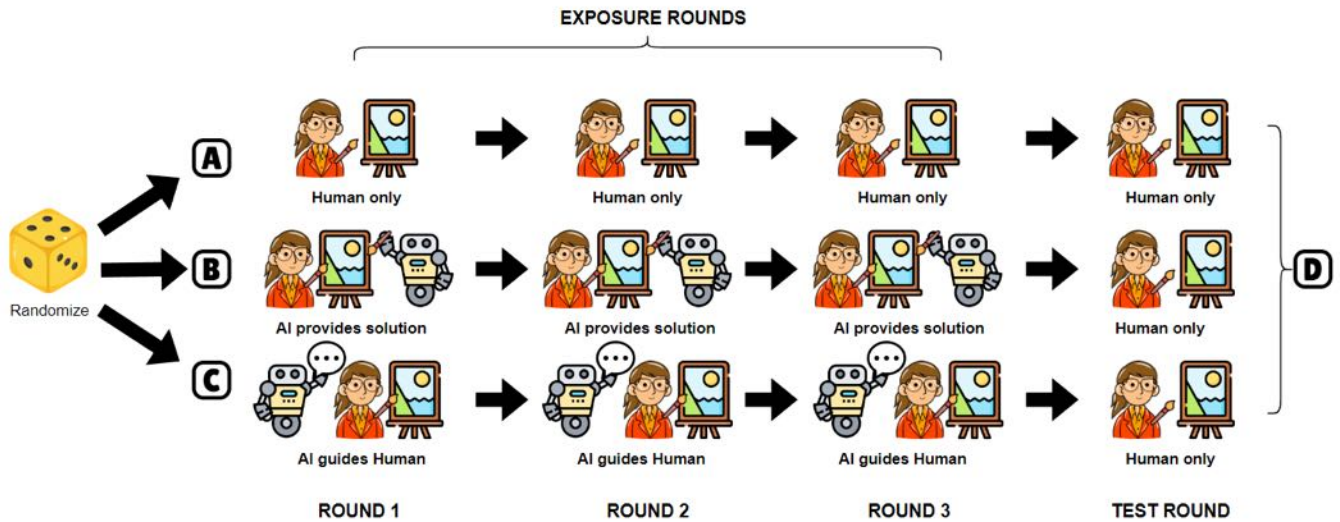 EXPOSURE ROUNDS
A
Human only
Human only
Human only
Human only
Randomize
B
D
AI provides solution
AI provides solution
AI provides solution
Human only
C
AI guides Human
AI guides Human
AI guides Human
Human only
ROUND 1
ROUND 2
ROUND 3
TEST ROUND